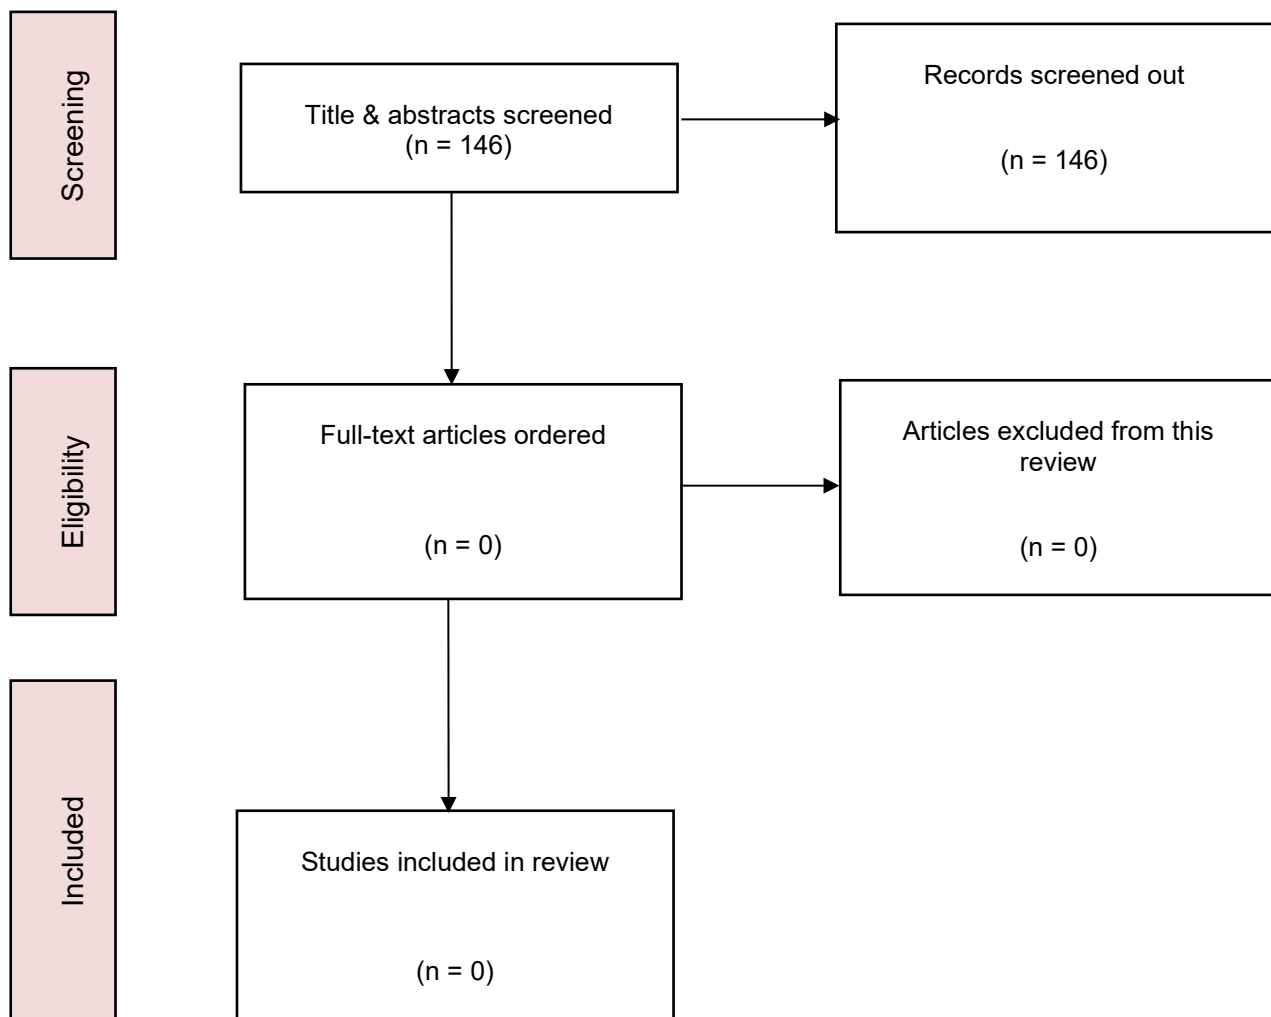 Screening
Title & abstracts screened
(n = 146)
Records screened out
(n = 146)
Eligibility
Full-text articles ordered
(n = 0)
Articles excluded from this
review
(n = 0)
Included
Studies included in review
(n = 0)